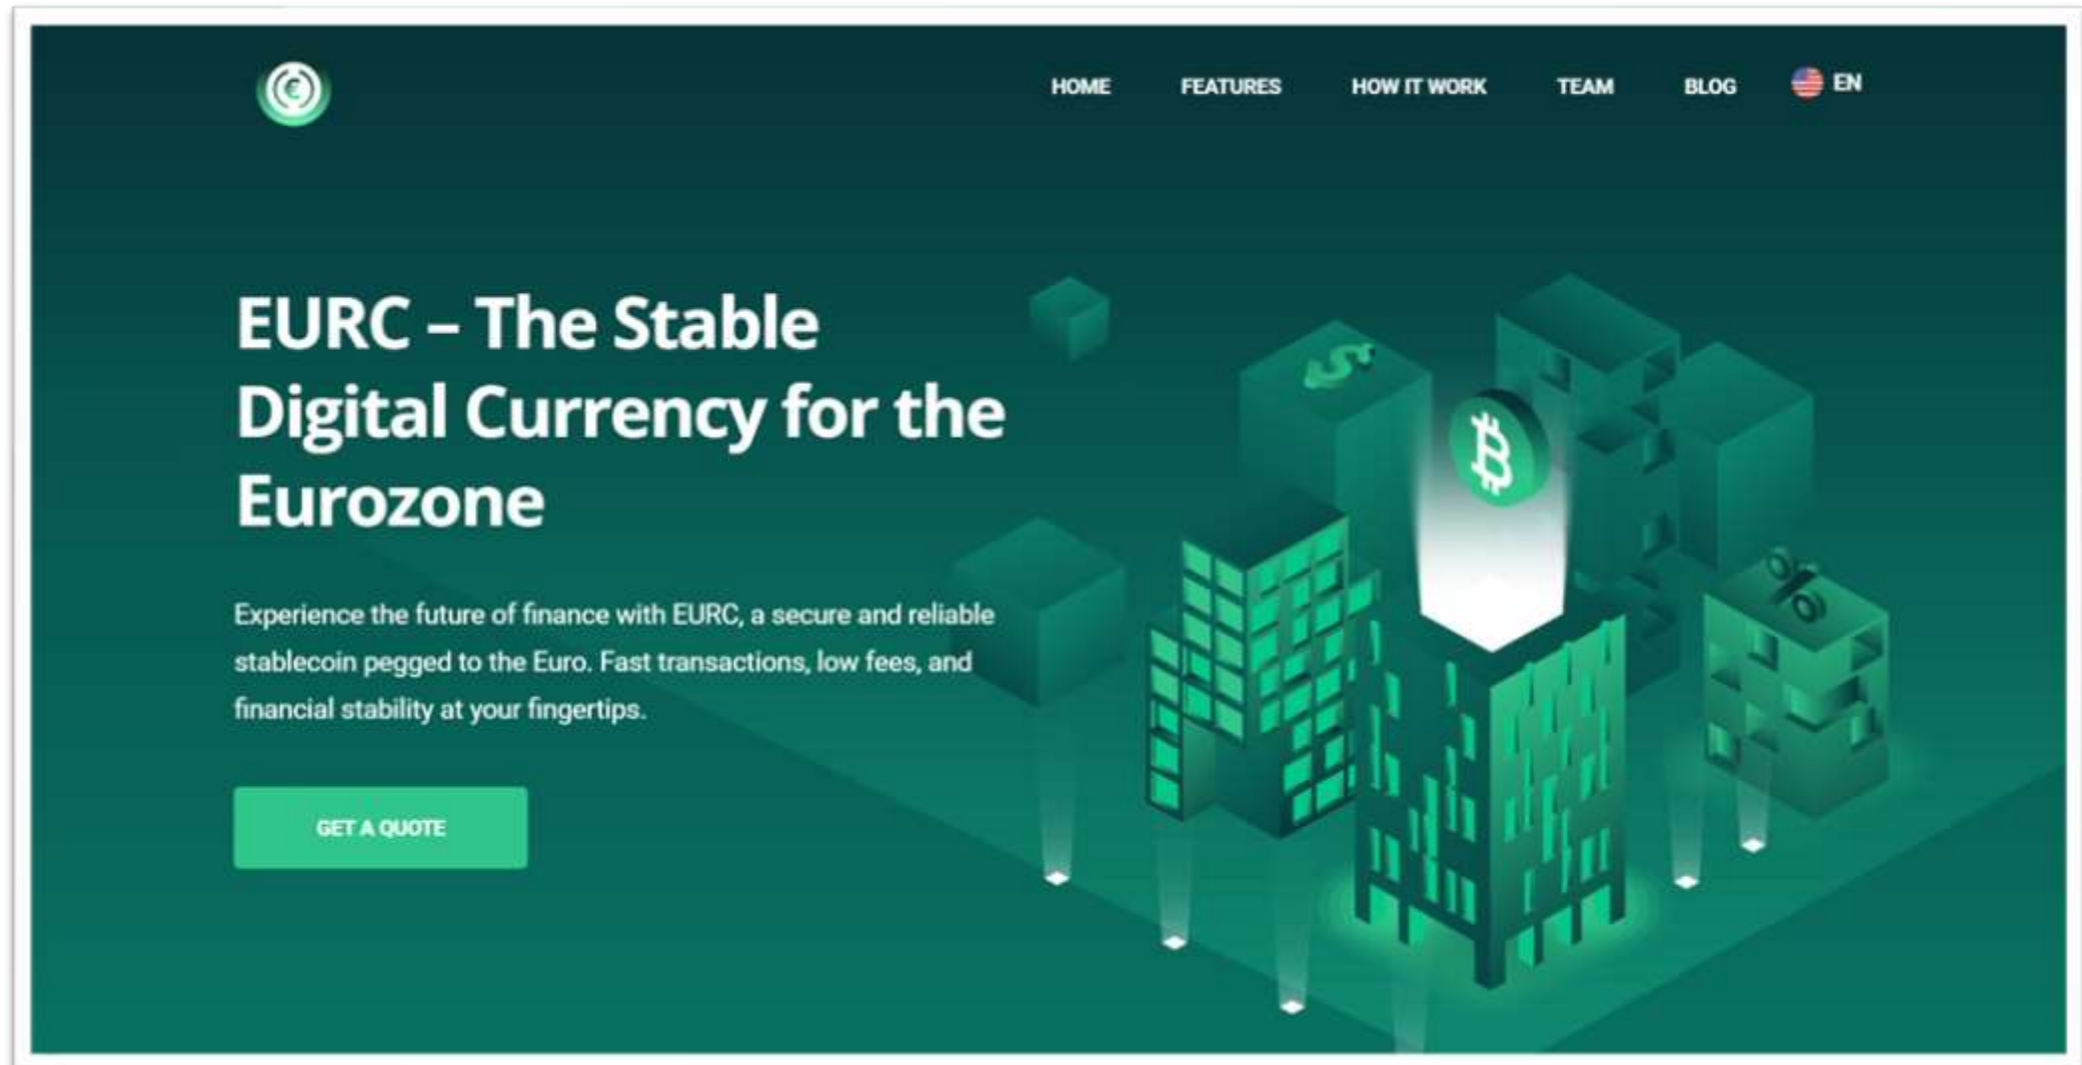 HOME FEATURES HOW IT WORK TEAM BLOG EN
EURC – The Stable
Digital Currency for the
Eurozone
Experience the future of finance with EURC, a secure and reliable
stablecoin pegged to the Euro. Fast transactions, low fees, and
financial stability at your fingertips.
GET A QUOTE